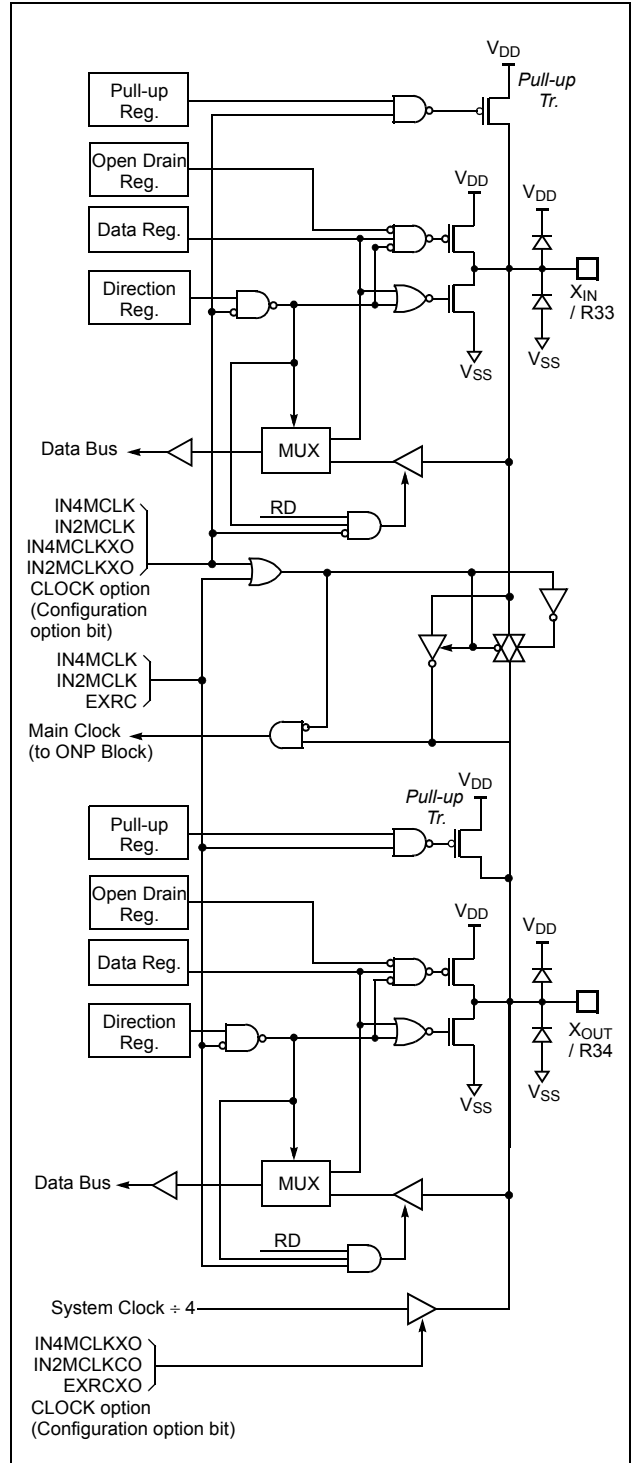 VDD
Pull-up
Tr.
Pull-up
Reg.
Open Drain
Reg.
VDD
VDD
Data Reg.
Direction
Reg.
XIN
/ R33
VSS
VSS
Data Bus
MUX
RD
IN4MCLK
IN2MCLK
IN4MCLKXO
IN2MCLKXO
CLOCK option
(Configuration
option bit)
IN4MCLK
IN2MCLK
EXRC
Main Clock
(to ONP Block)
VDD
Pull-up
Tr.
Pull-up
Reg.
Open Drain
Reg.
VDD
VDD
Data Reg.
Direction
Reg.
XOUT
/ R34
VSS
VSS
Data Bus
MUX
RD
System Clock ÷ 4
IN4MCLKXO
IN2MCLKCO
EXRCXO
CLOCK option
(Configuration option bit)